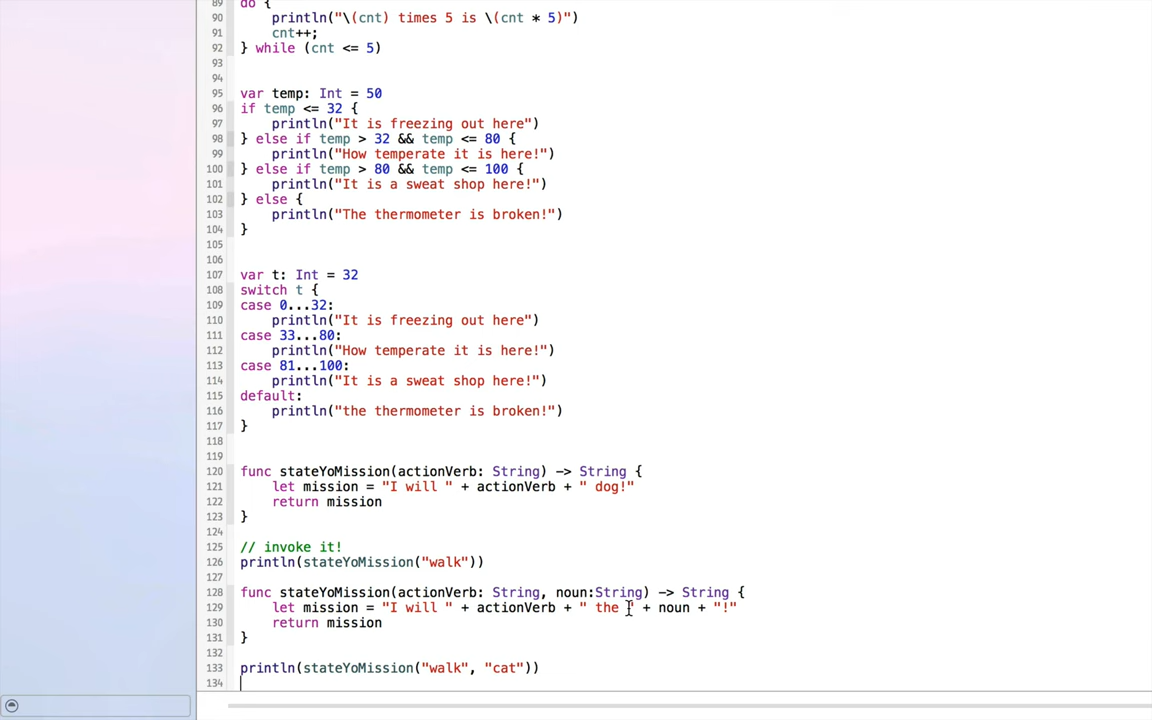 89 do {
90 println("\(cnt) times 5 is \(cnt * 5)")
91 cnt++;
92 } while (cnt <= 5)
93
94
95 var temp: Int = 50
96 if temp <= 32 {
97 println("It is freezing out here")
98 } else if temp > 32 && temp <= 80 {
99 println("How temperate it is here!")
100 } else if temp > 80 && temp <= 100 {
101 println("It is a sweat shop here!")
102 } else {
103 println("The thermometer is broken!")
104 }
105
106
107 var t: Int = 32
108 switch t {
109 case 0...32:
110 println("It is freezing out here")
111 case 33...80:
112 println("How temperate it is here!")
113 case 81...100:
114 println("It is a sweat shop here!")
115 default:
116 println("the thermometer is broken!")
117 }
118
119
120 func stateYoMission(actionVerb: String) -> String {
121 let mission = "I will " + actionVerb + " dog!"
122 return mission
123 }
124
125 // invoke it!
126 println(stateYoMission("walk"))
127
128 func stateYoMission(actionVerb: String, noun:String) -> String {
129 let mission = "I will " + actionVerb + " the " + noun + "!"
130 return mission
131 }
132
133 println(stateYoMission("walk", "cat"))
134